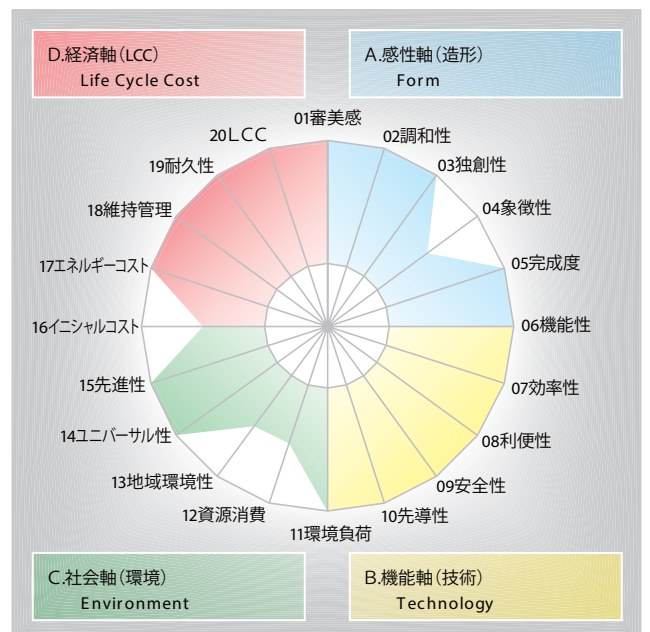 D.経済軸(LCC)
Life Cycle Cost
A.感性軸(造形)
Form
01審美感
02調和性
03独創性
04象徴性
05完成度
06機能性
07効率性
08利便性
09安全性
10先導性
11環境負荷
12資源消費
13地域環境性
14ユニバーサル性
15先進性
16イニシャルコスト
17エネルギーコスト
18維持管理
19耐久性
20LCC
C.社会軸(環境)
Environment
B.機能軸(技術)
Technology